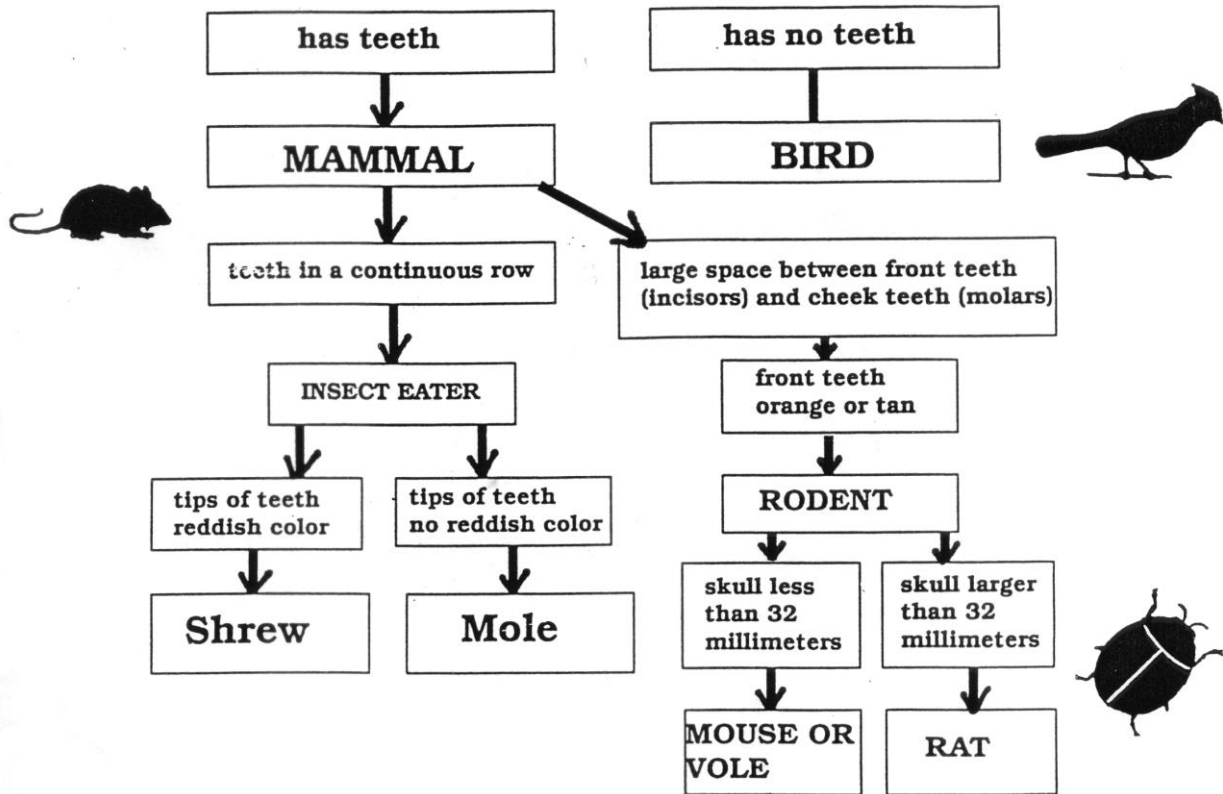 has teeth
has no teeth
MAMMAL
BIRD
teeth in a continuous row
large space between front teeth
(incisors) and cheek teeth (molars)
INSECT EATER
front teeth
orange or tan
tips of teeth
reddish color
tips of teeth
no reddish color
RODENT
Shrew
Mole
skull less
than 32
millimeters
skull larger
than 32
millimeters
MOUSE OR
VOLE
RAT